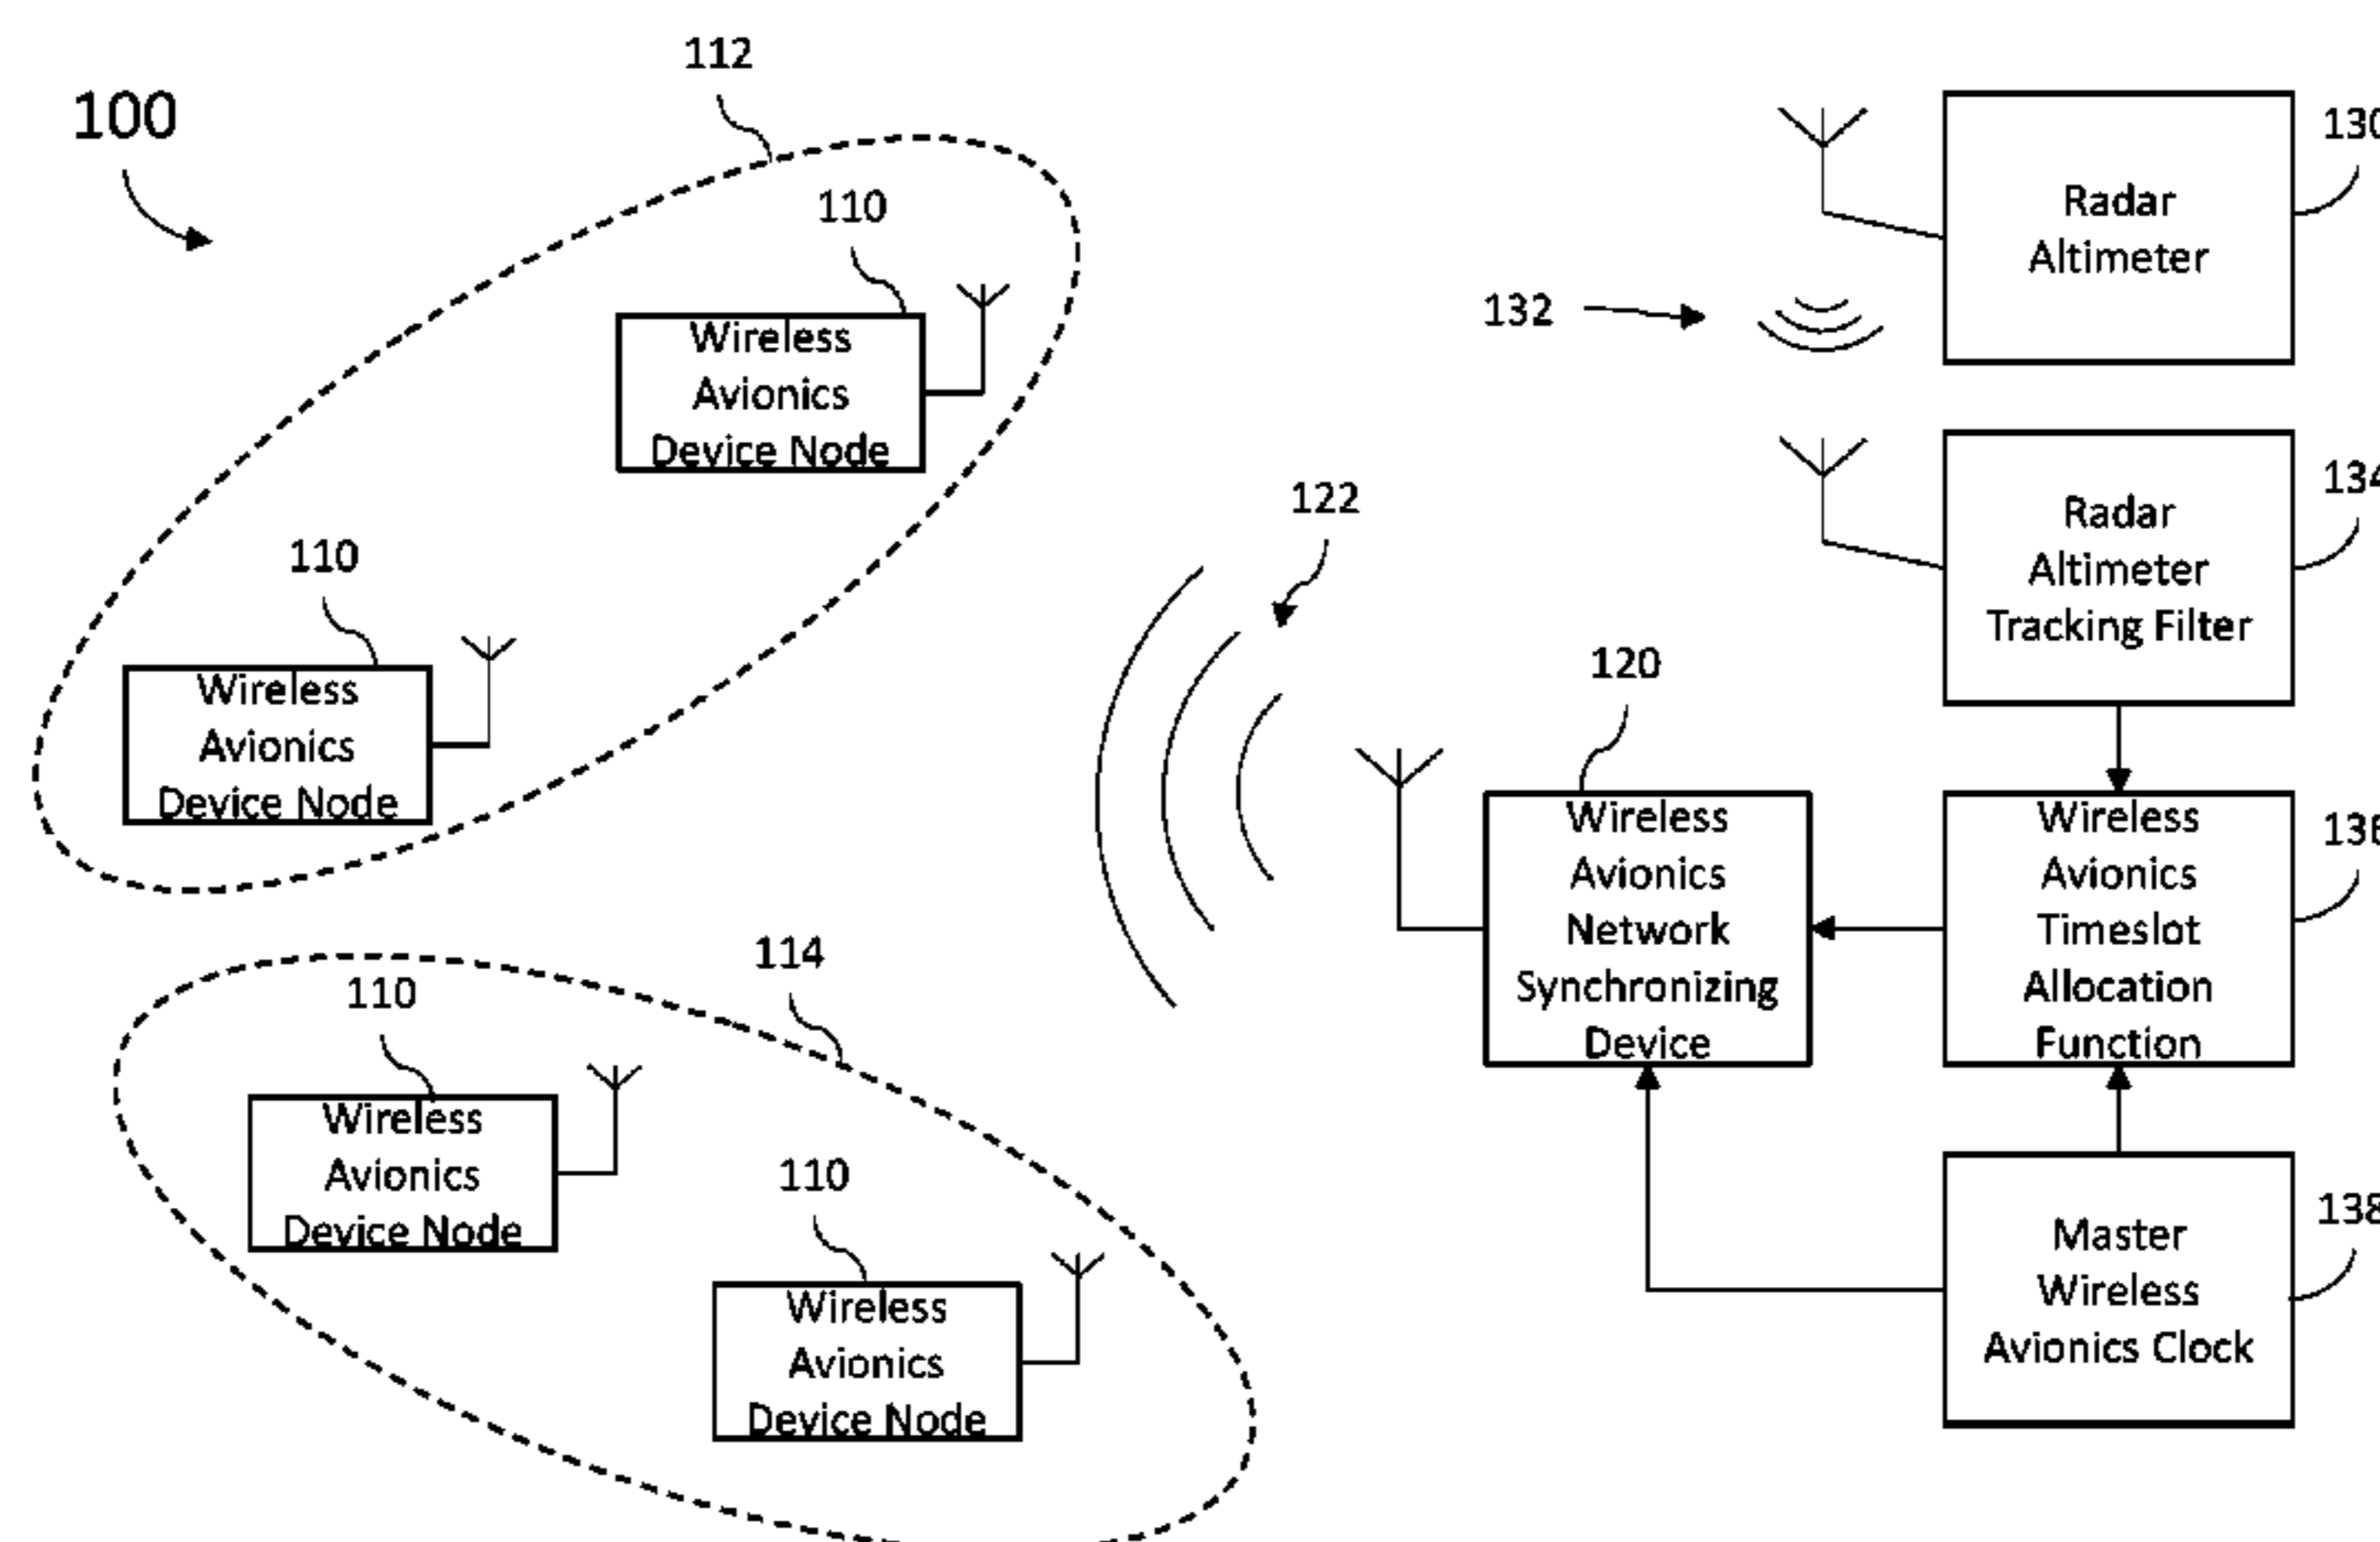 100
112
110
Wireless
Avionics
Device Node
110
Wireless
Avionics
Device Node
114
110
Wireless
Avionics
Device Node
110
Wireless
Avionics
Device Node
122
132
Radar
Altimeter
130
Radar
Altimeter
Tracking Filter
134
120
Wireless
Avionics
Network
Synchronizing
Device
Wireless
Avionics
Timeslot
Allocation
Function
136
Master
Wireless
Avionics Clock
138